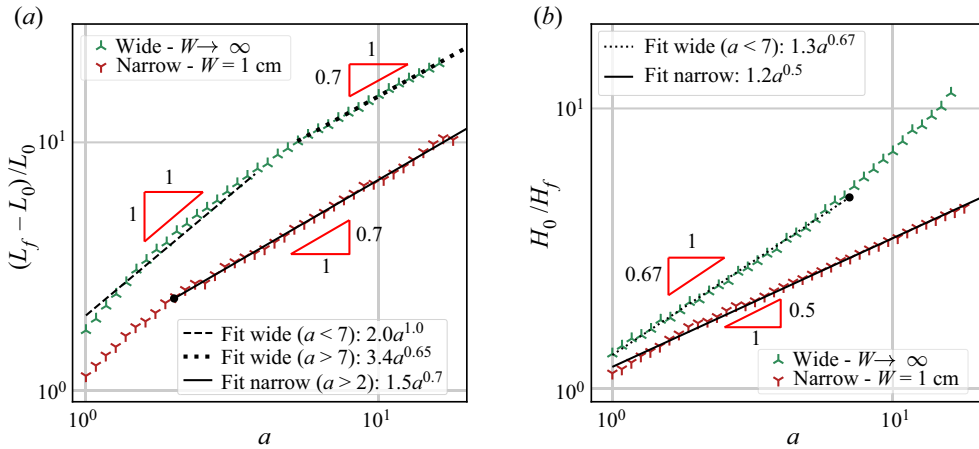 (a)
Wide - W→ ∞
Narrow - W = 1 cm
1
0.7
1
1
0.7
1
Fit wide (a < 7): 2.0a^1.0
Fit wide (a > 7): 3.4a^0.65
Fit narrow (a > 2): 1.5a^0.7
10^1
10^0
(L_f − L_0)/L_0
10^0
10^1
a
(b)
Fit wide (a < 7): 1.3a^0.67
Fit narrow: 1.2a^0.5
1
0.67
0.5
1
Wide - W→ ∞
Narrow - W = 1 cm
10^1
10^0
H_0/H_f
10^0
10^1
a